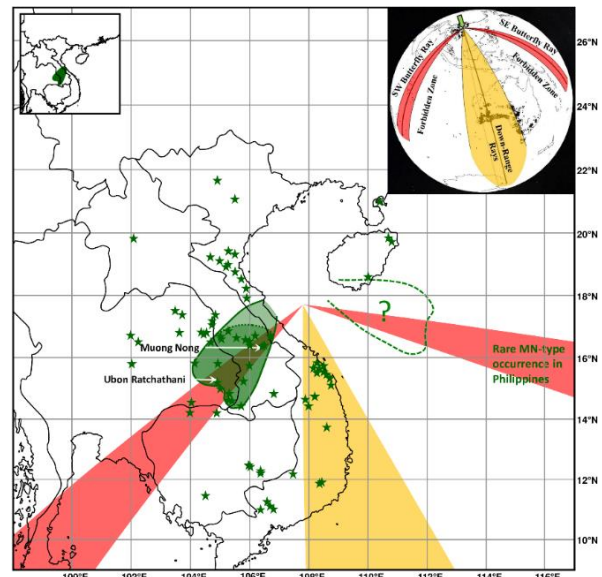 SW Butterfly Ray
Forbidden Zone
SE Butterfly Ray
Forbidden Zone
Down-Range
Rays
26°N
24°N
22°N
20°N
18°N
16°N
14°N
11°N
9°N
?
Muong Nong
Ubon Ratchathani
Rare MN-type
occurrence in
Philippines
100°E 102°E 104°E 106°E 108°E 110°E 112°E 114°E 116°E